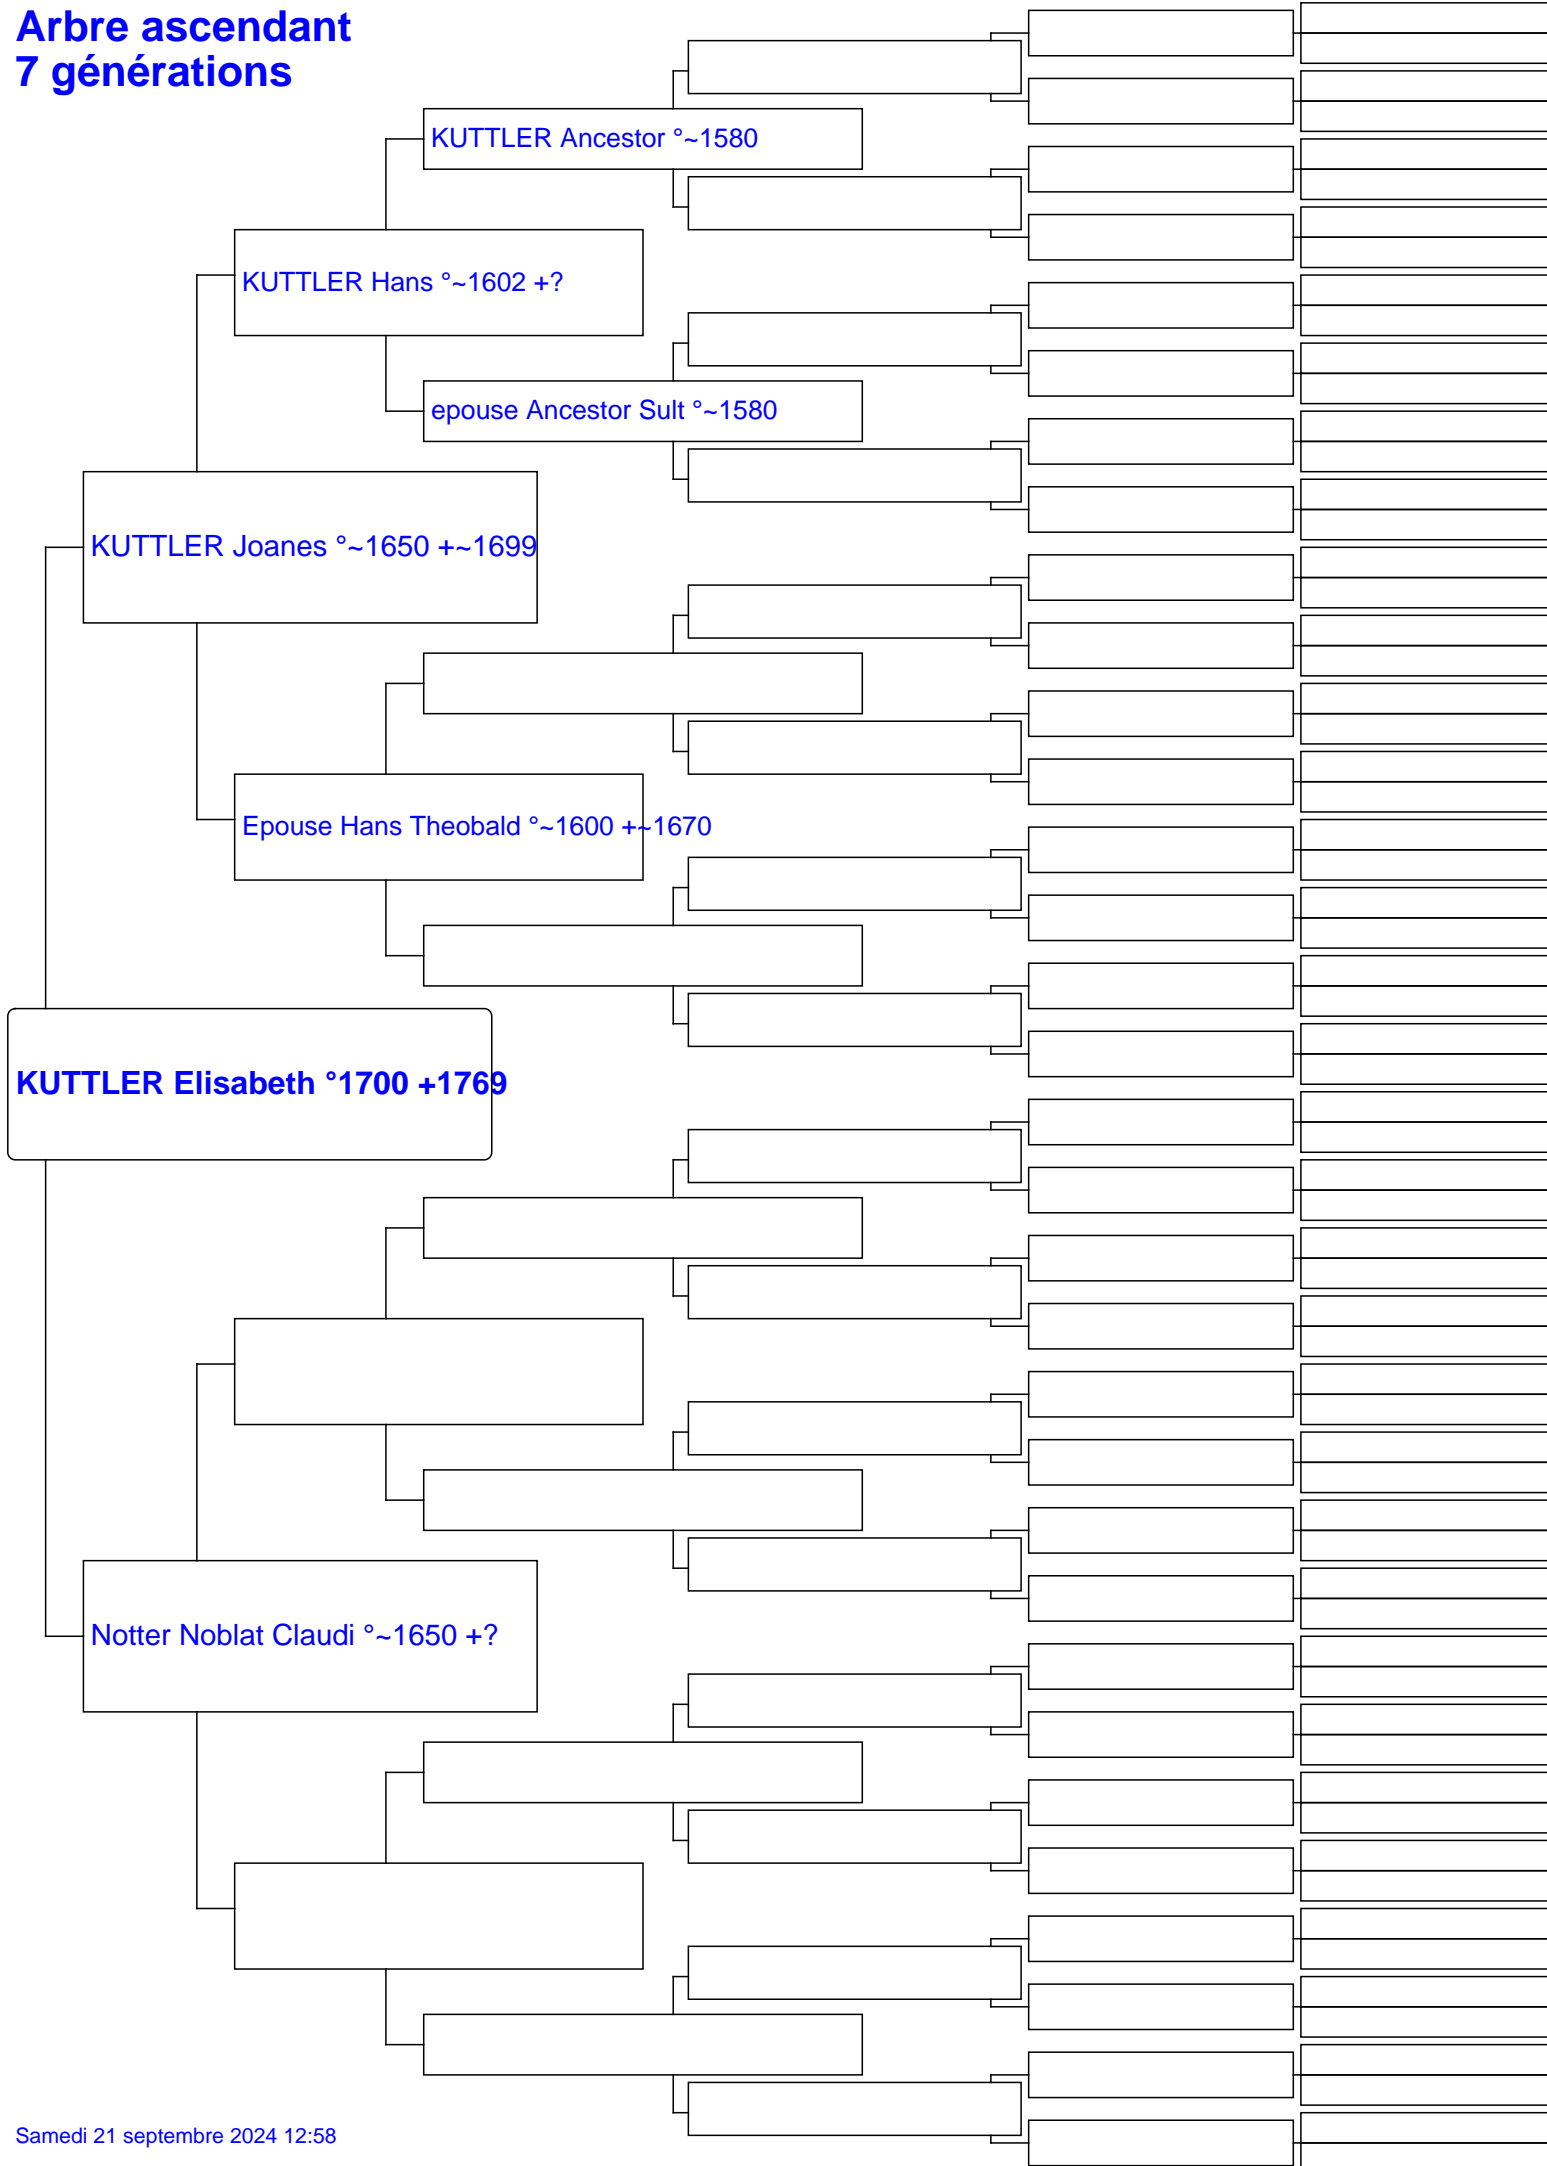 Arbre ascendant
7 générations
KUTTLER Ancestor °~1580
KUTTLER Hans °~1602 +?
epouse Ancestor Sult °~1580
KUTTLER Joanes °~1650 +~1699
Epouse Hans Theobald °~1600 +~1670
KUTTLER Elisabeth °1700 +1769
Notter Noblat Claudi °~1650 +?
Samedi 21 septembre 2024 12:58